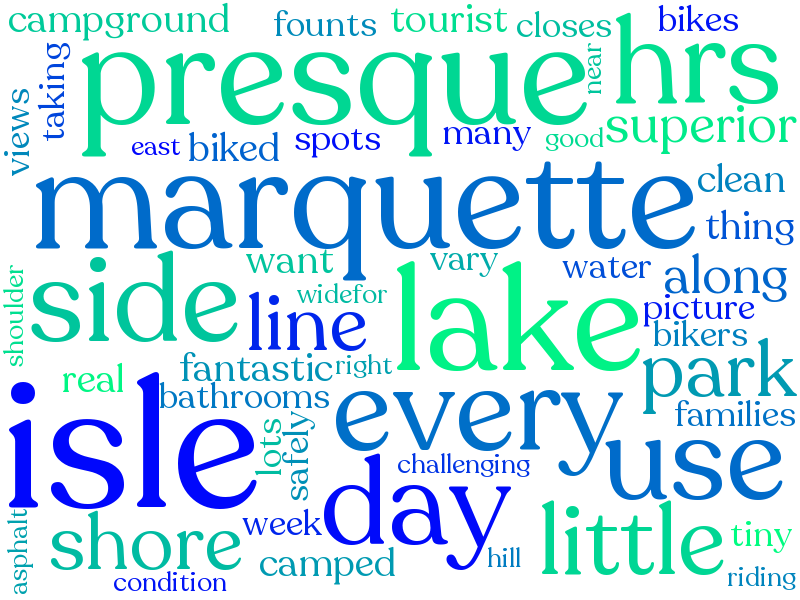 campground
founts
tourist
closes
bikes
views
taking
presque
near
hrs
east
biked
spots
many
good
superior
marquette
clean
thing
shoulder
side
want
vary
water
along
line
widefor
lake
picture
bikers
real
fantastic
right
park
bathrooms
isle
lots
safely
every
families
challenging
use
asphalt
shore
week
day
hill
little
tiny
camped
condition
riding